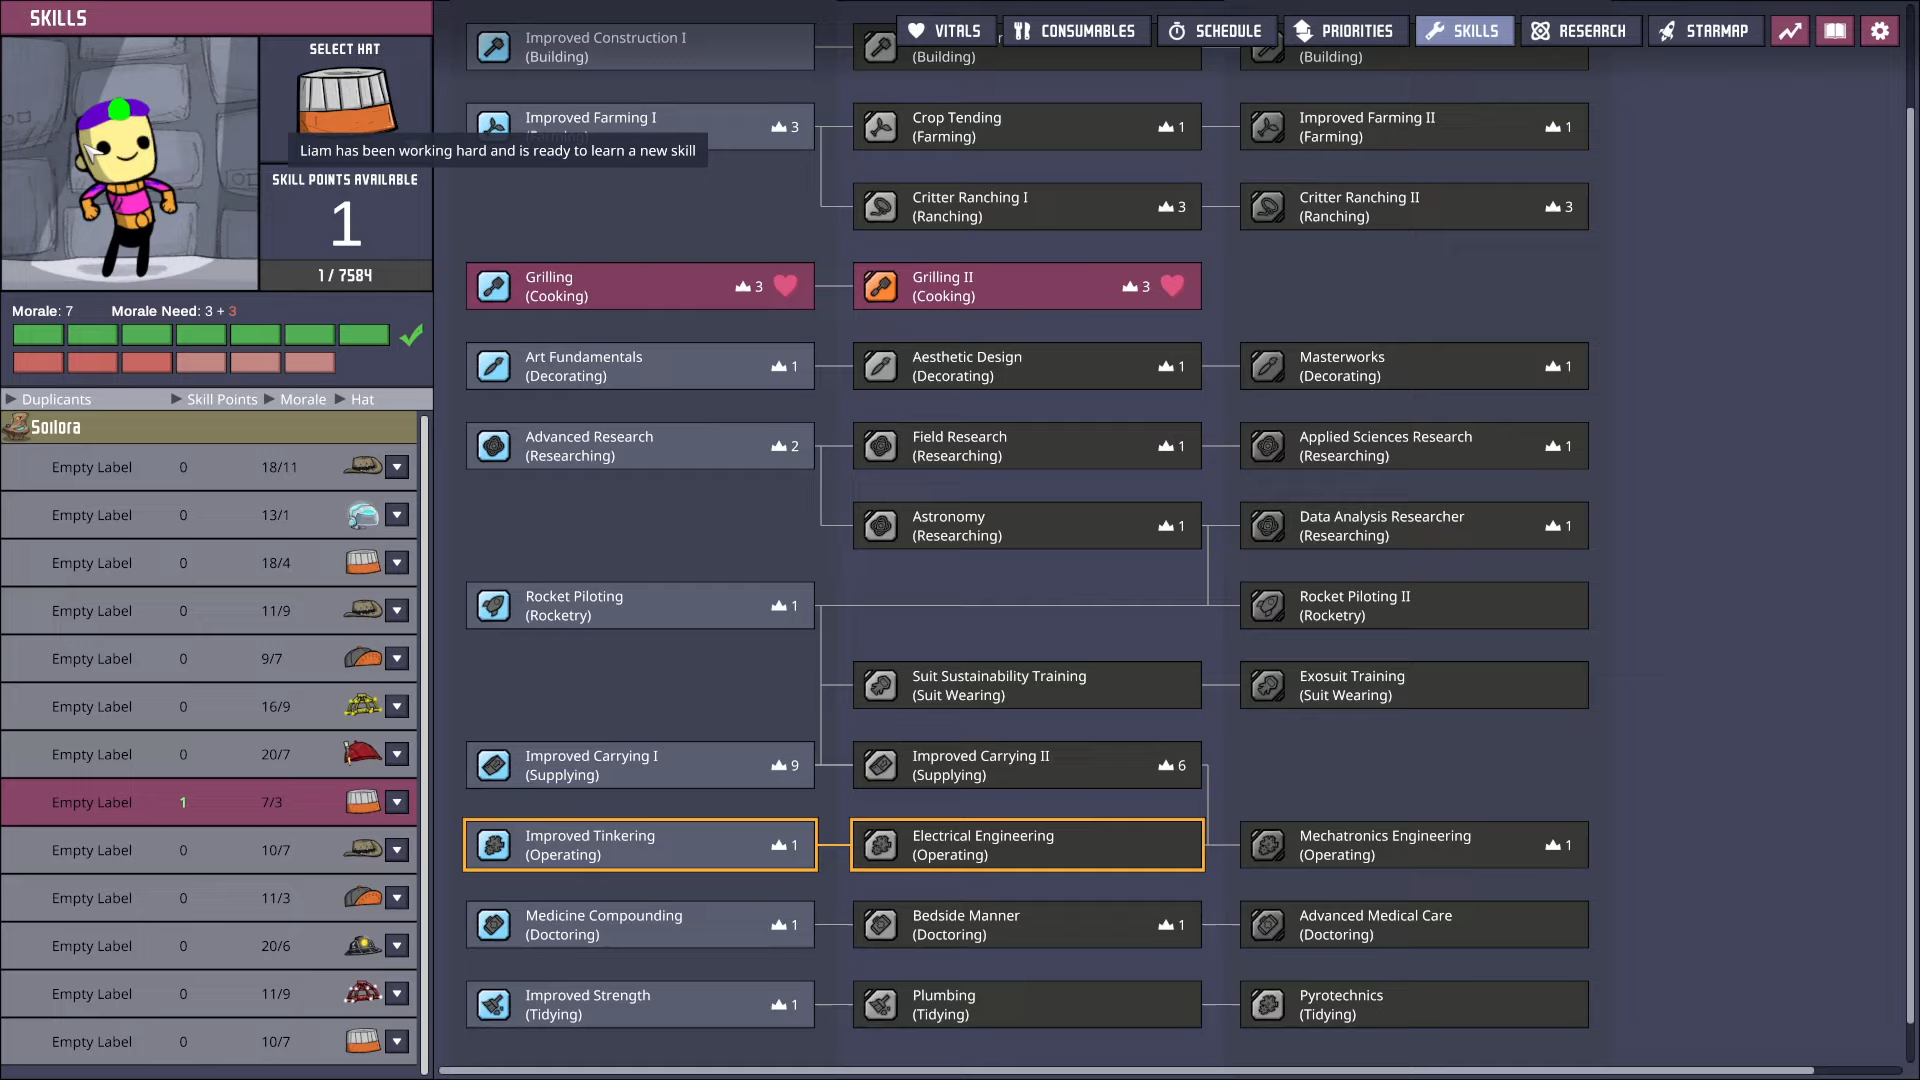 SKILLS
SELECT HAT
SKILL POINTS AVAILABLE
1
1 / 7584
Morale: 7
Morale Need: 3 + 3
Duplicants
Skill Points
Morale
Hat
Soilora
Empty Label 0 18/11
Empty Label 0 13/1
Empty Label 0 18/4
Empty Label 0 11/9
Empty Label 0 9/7
Empty Label 0 16/9
Empty Label 0 20/7
Empty Label 1 7/3
Empty Label 0 10/7
Empty Label 0 11/3
Empty Label 0 20/6
Empty Label 0 11/9
Empty Label 0 10/7
VITALS
CONSUMABLES
SCHEDULE
PRIORITIES
SKILLS
RESEARCH
STARMAP
Improved Construction I
(Building)
(Building)
(Building)
Improved Farming I
3
Liam has been working hard and is ready to learn a new skill
Crop Tending
(Farming)
1
Improved Farming II
(Farming)
1
Critter Ranching I
(Ranching)
3
Critter Ranching II
(Ranching)
3
Grilling
(Cooking)
3
Grilling II
(Cooking)
3
Art Fundamentals
(Decorating)
1
Aesthetic Design
(Decorating)
1
Masterworks
(Decorating)
1
Advanced Research
(Researching)
2
Field Research
(Researching)
1
Applied Sciences Research
(Researching)
1
Astronomy
(Researching)
1
Data Analysis Researcher
(Researching)
1
Rocket Piloting
(Rocketry)
1
Rocket Piloting II
(Rocketry)
Suit Sustainability Training
(Suit Wearing)
Exosuit Training
(Suit Wearing)
Improved Carrying I
(Supplying)
9
Improved Carrying II
(Supplying)
6
Improved Tinkering
(Operating)
1
Electrical Engineering
(Operating)
Mechatronics Engineering
(Operating)
1
Medicine Compounding
(Doctoring)
1
Bedside Manner
(Doctoring)
1
Advanced Medical Care
(Doctoring)
Improved Strength
(Tidying)
1
Plumbing
(Tidying)
Pyrotechnics
(Tidying)